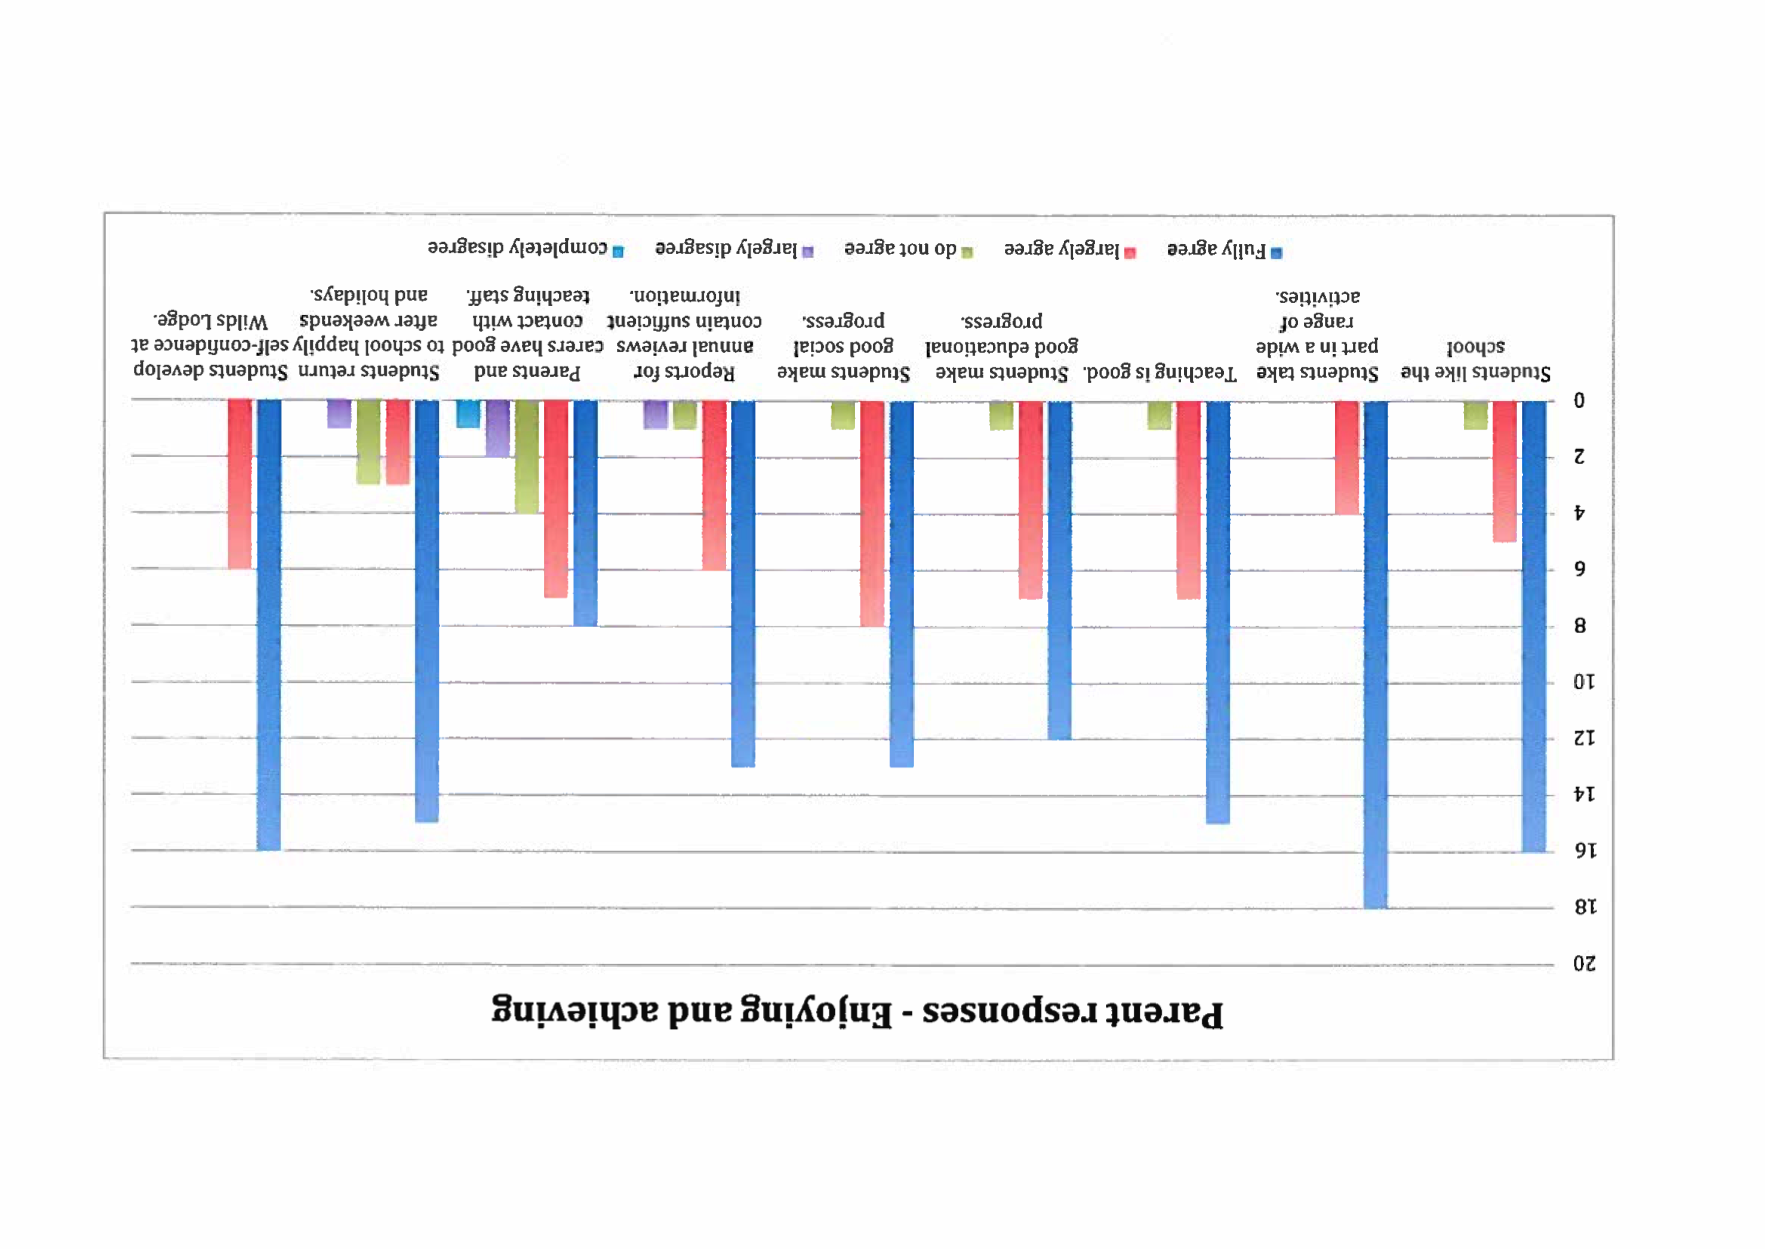 Parent responses - Enjoying and achieving
20
18
16
14
12
10
8
6
4
2
0
Students like the
school
Students take
part in a wide
range of
activities.
Teaching is good.
Students make
good educational
progress.
Students make
good social
progress.
Reports for
annual reviews
contain sufficient
information.
Parents and
carers have good
contact with
teaching staff.
Students return
to school happily
after weekends
and holidays.
Students develop
self-confidence at
Wilds Lodge.
Fully agree
largely agree
do not agree
largely disagree
completely disagree